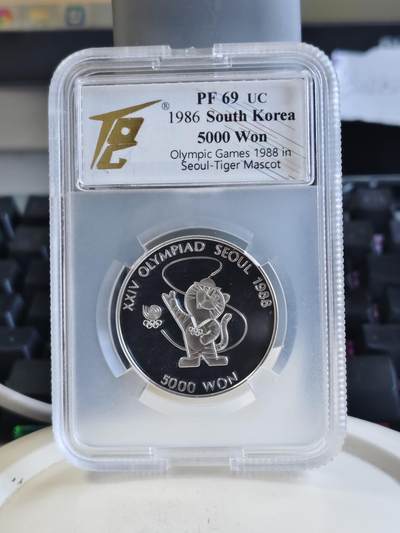 PF 69 UC
®
1986 South Korea
5000 Won
Olympic Games 1988 in
Seoul-Tiger Mascot
XXIV OLYMPIAD SEOUL 1988
5000 WON